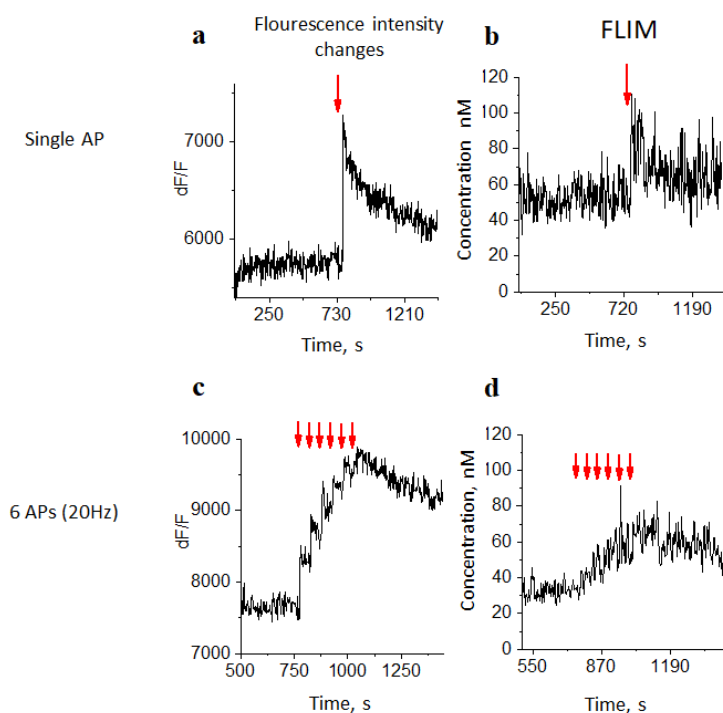 a
Flourescence intensity
changes
b
FLIM
Single AP
dF/F
7000
6000
250
730
1210
Time, s
Concentration nM
120
100
80
60
40
20
0
250
720
1190
Time, s
c
d
6 APs (20Hz)
dF/F
10000
9000
8000
7000
500
750
1000
1250
Time, s
Concentration, nM
120
100
80
60
40
20
0
550
870
1190
Time, s